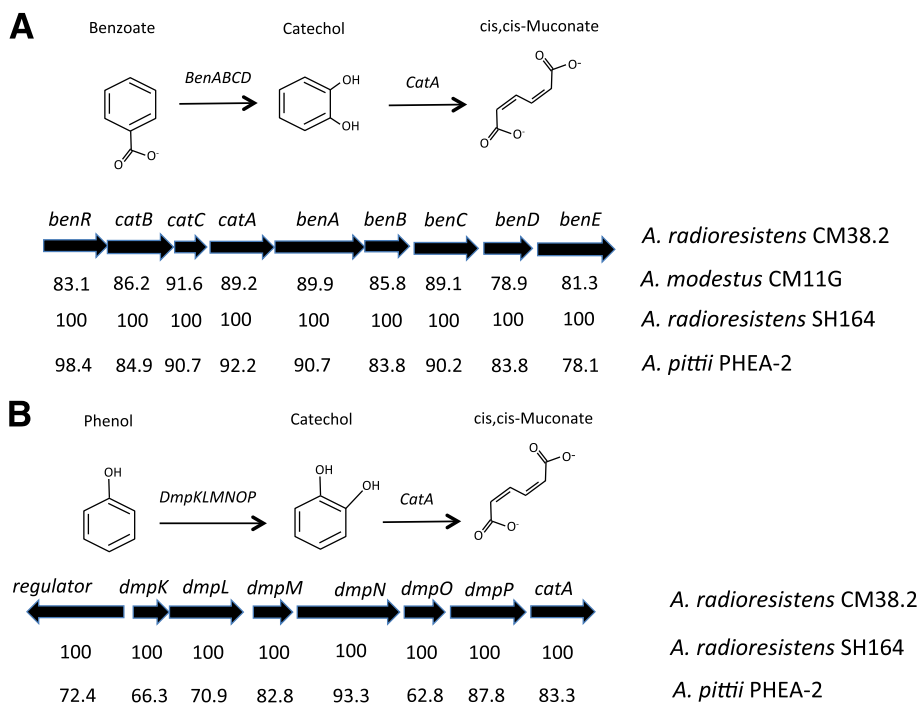 A
Benzoate Catechol cis,cis-Muconate
BenABCD CatA
O O-
OH
OH
O O-
O O-
benR catB catC catA benA benB benC benD benE
A. radioresistens CM38.2
83.1 86.2 91.6 89.2 89.9 85.8 89.1 78.9 81.3 A. modestus CM11G
100 100 100 100 100 100 100 100 100 A. radioresistens SH164
98.4 84.9 90.7 92.2 90.7 83.8 90.2 83.8 78.1 A. pittii PHEA-2
B
Phenol Catechol cis,cis-Muconate
O O-
OH OH OH
DmpKLMNOP CatA
O O-
regulator dmpK dmpL dmpM dmpN dmpO dmpP catA
A. radioresistens CM38.2
100 100 100 100 100 100 100 100 A. radioresistens SH164
72.4 66.3 70.9 82.8 93.3 62.8 87.8 83.3 A. pittii PHEA-2